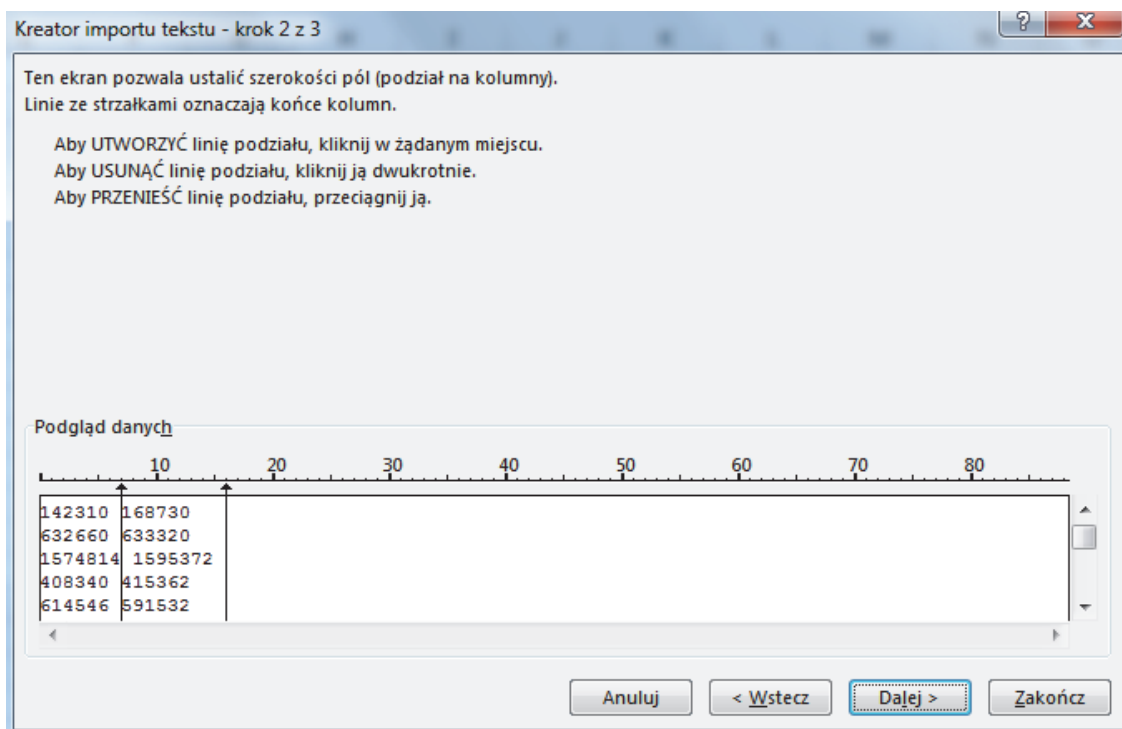 Kreator importu tekstu - krok 2 z 3
Ten ekran pozwala ustalić szerokości pól (podział na kolumny).
Linie ze strzałkami oznaczają końce kolumn.
Aby UTWORZYĆ linię podziału, kliknij w żądanym miejscu.
Aby USUNĄĆ linię podziału, kliknij ją dwukrotnie.
Aby PRZENIEŚĆ linię podziału, przeciągnij ją.
Podgląd danych
10 20 30 40 50 60 70 80
142310 168730
632660 633320
1574814 1595372
408340 415362
614546 591532
Anuluj < Wstecz Dalej > Zakończ